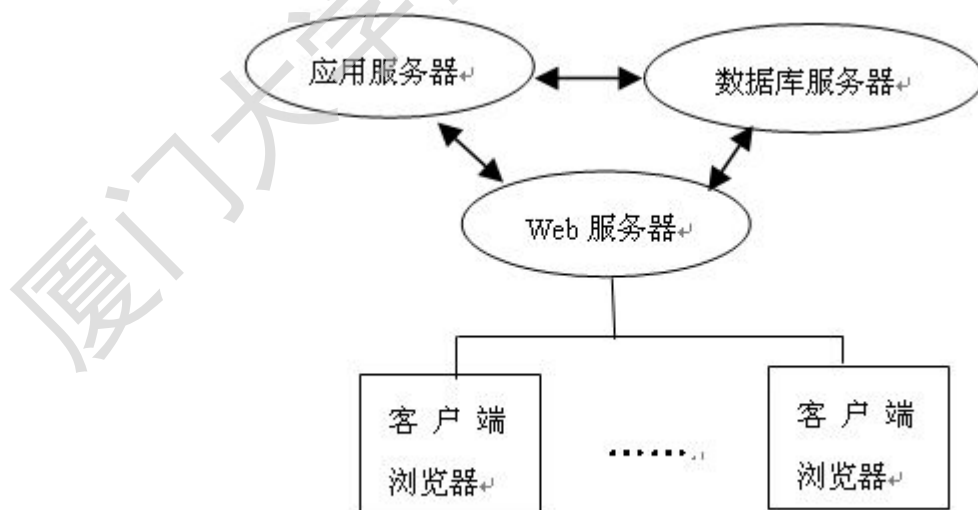 厦门大学
应用服务器
数据库服务器
Web 服务器
客 户 端
浏览器
......
客 户 端
浏览器